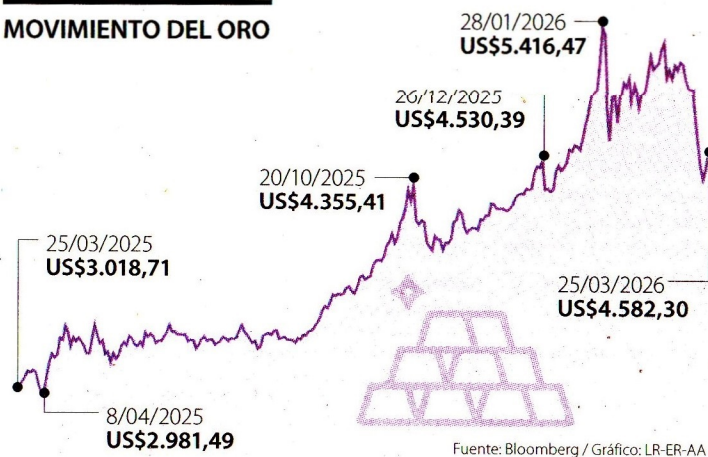 MOVIMIENTO DEL ORO
28/01/2026
US$5.416,47
26/12/2025
US$4.530,39
20/10/2025
US$4.355,41
25/03/2025
US$3.018,71
25/03/2026
US$4.582,30
8/04/2025
US$2.981,49
Fuente: Bloomberg / Gráfico: LR-ER-AA